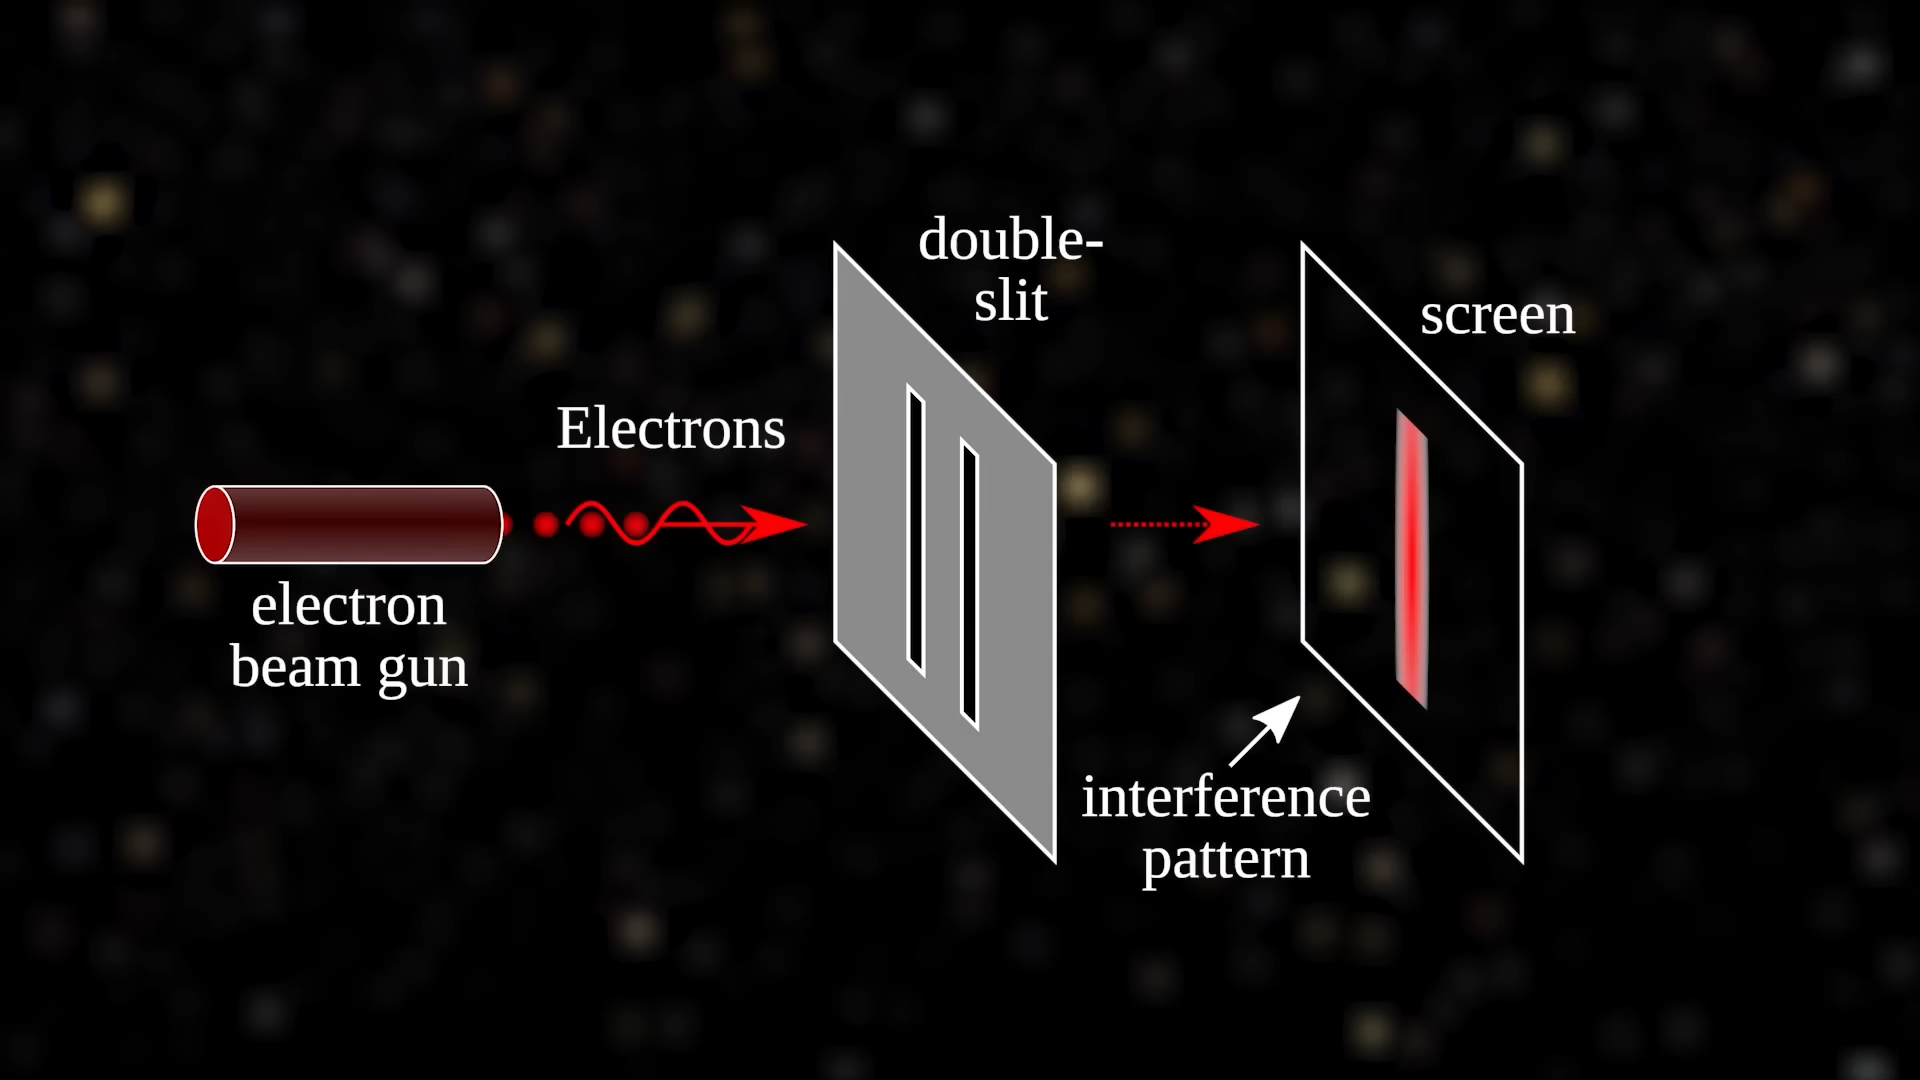 double-
slit
screen
Electrons
electron
beam gun
interference
pattern